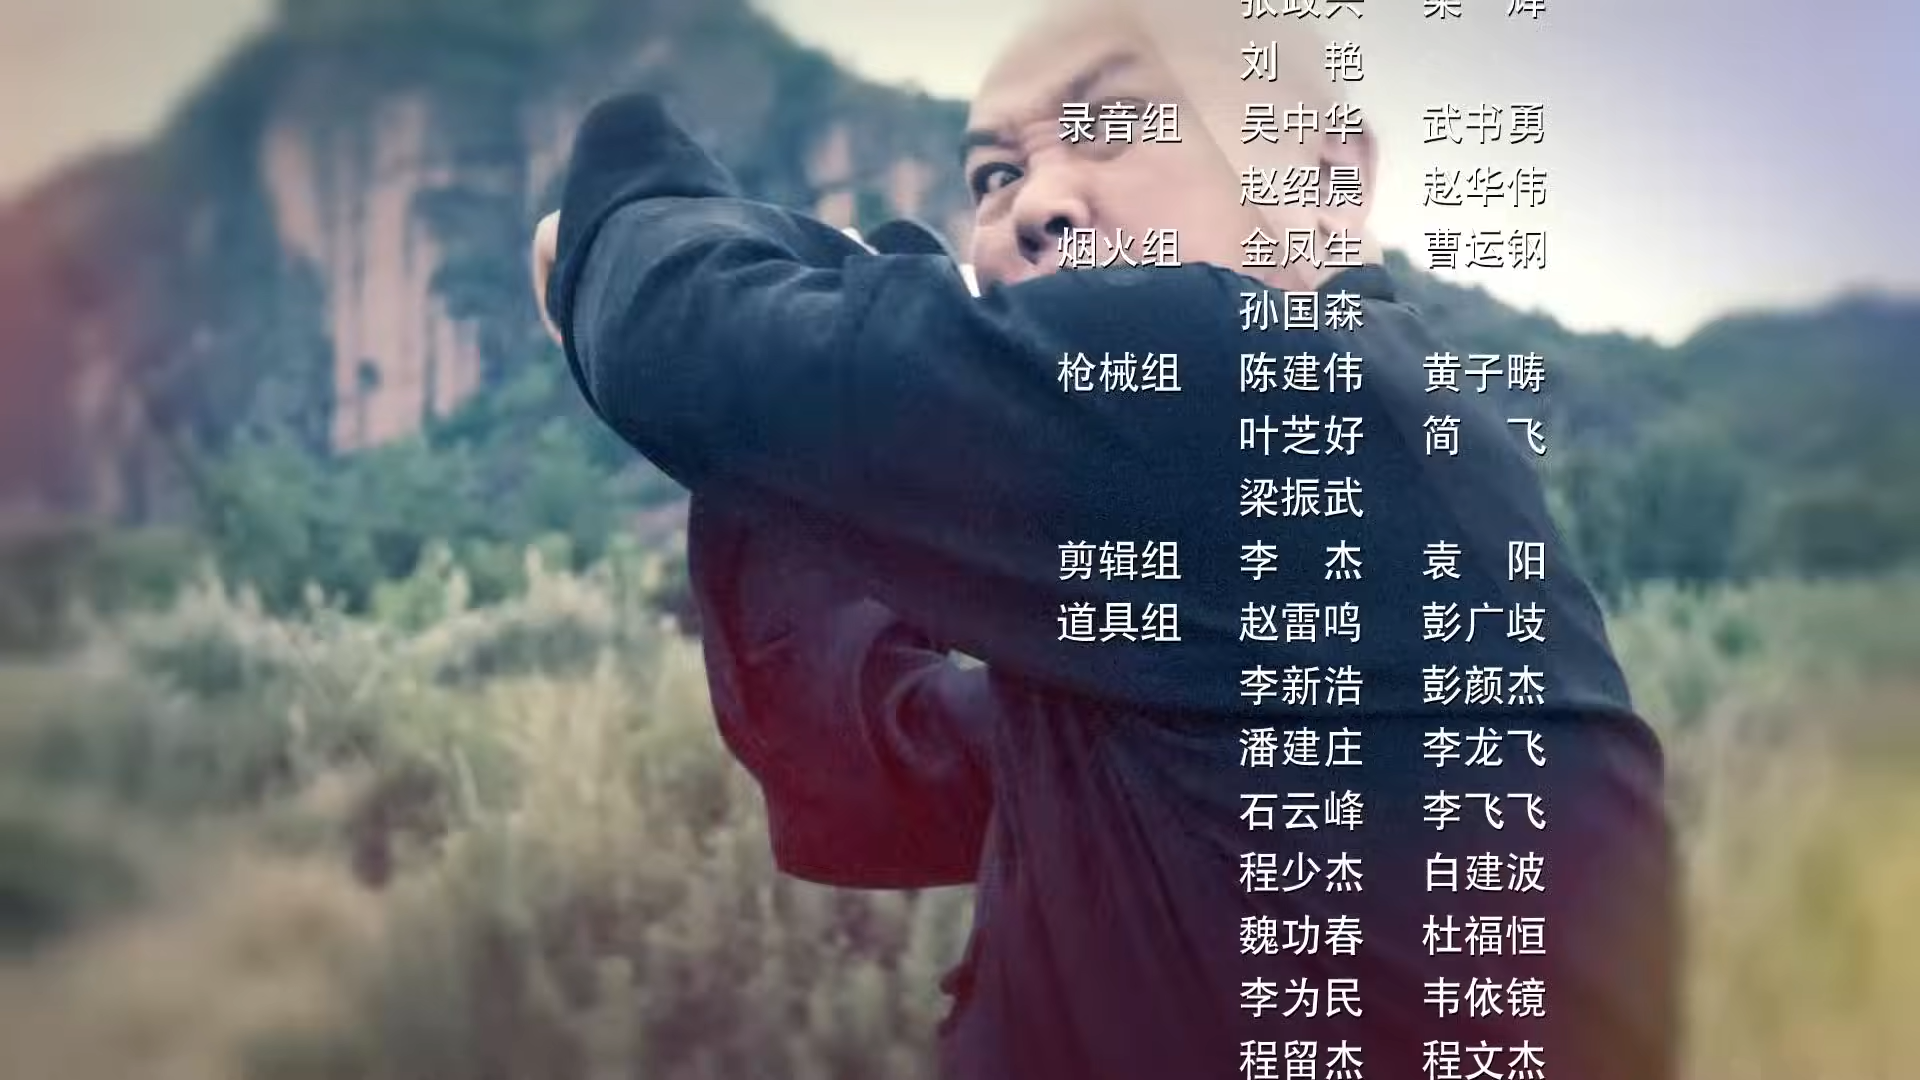 张政兴 梁 辉
刘 艳
录音组 吴中华 武书勇
赵绍晨 赵华伟
烟火组 金凤生 曹运钢
孙国森
枪械组 陈建伟 黄子畴
叶芝好 简 飞
梁振武
剪辑组 李 杰 袁 阳
道具组 赵雷鸣 彭广歧
李新浩 彭颜杰
潘建庄 李龙飞
石云峰 李飞飞
程少杰 白建波
魏功春 杜福恒
李为民 韦依镜
程留杰 程文杰